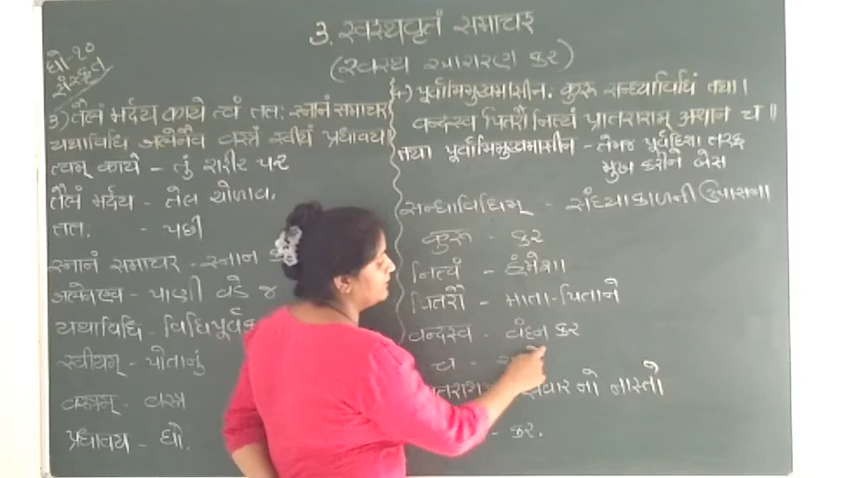 3. स्वस्थवृतं समाचर
(સ્વસ્થ આચરણ કર)
ધો-૧૦
સંસ્કૃત
3) तैलं मर्दय काये त्वं ततः स्नानं समाचर
यथाविधि जलेनैव वस्त्रं स्वीयं प्रधावय
त्वम् काये - તું શરીર પર
तैलं मर्दय - તેલ ચોળાવ.
ततः - પછી
स्नानं समाचर - સ્નાન
जलेनैव - પાણી વડે જ
यथाविधि - વિધિપૂર્વક
स्वीयम् - પોતાનું
वस्त्रम् - વસ્ત્ર
प्रधावय - ધો.
४) पूर्वाभिमुखमासीनः कुरु सन्ध्याविधिं तथा।
वन्दस्व पितरौ नित्यं प्रातराशम् अथान च॥
तथा पूर्वाभिमुखमासीन - તેમજ પૂર્વદિશા તરફ
મુખ કરીને બેસ
सन्ध्याविधिम् - સંધ્યાકાળની ઉપાસના
कुरु - કર
नित्यं - હંમેશા
पितरौ - માતા-પિતાને
वन्दस्व - વંદન કર
च -
સવાર નો નાસ્તો
- કર.